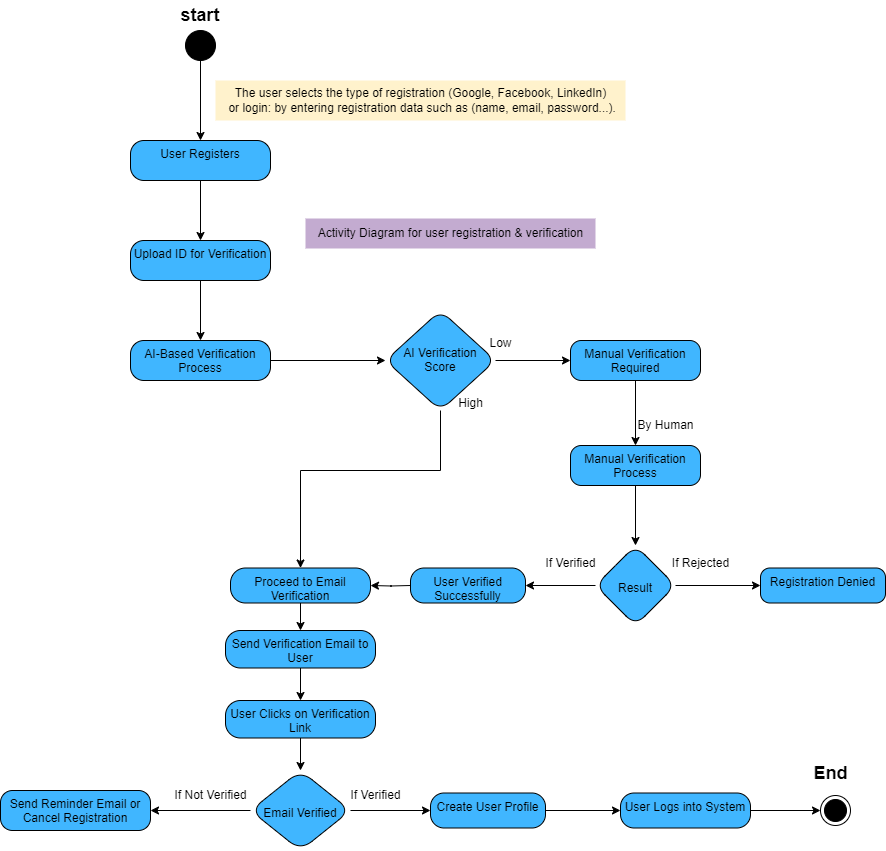 start
The user selects the type of registration (Google, Facebook, LinkedIn)
or login: by entering registration data such as (name, email, password...).
User Registers
Activity Diagram for user registration & verification
Upload ID for Verification
AI-Based Verification
Process
AI Verification
Score
Low
High
Manual Verification
Required
By Human
Manual Verification
Process
If Verified
If Rejected
Result
Registration Denied
User Verified
Successfully
Proceed to Email
Verification
Send Verification Email to
User
User Clicks on Verification
Link
Email Verified
If Not Verified
Send Reminder Email or
Cancel Registration
If Verified
Create User Profile
User Logs into System
End